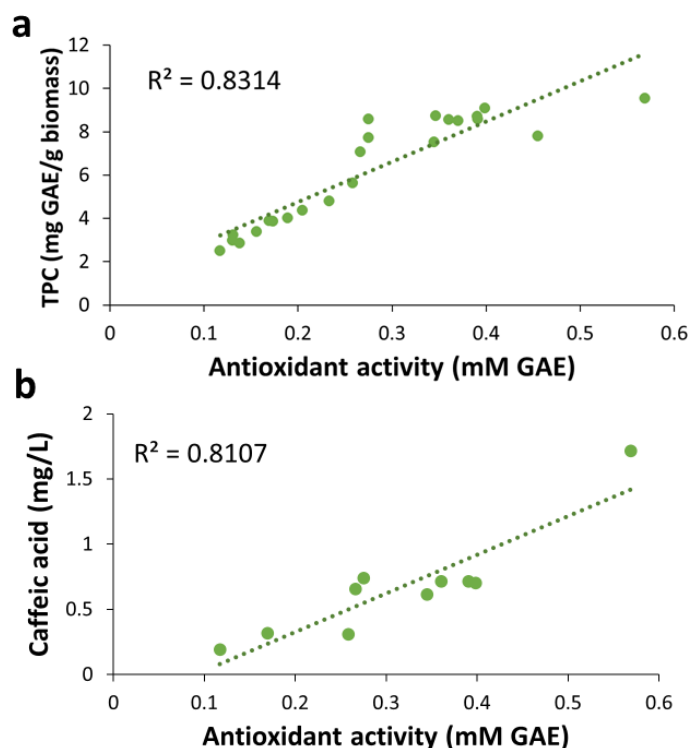 a
R² = 0.8314
TPC (mg GAE/g biomass)
12
10
8
6
4
2
0
0 0.1 0.2 0.3 0.4 0.5 0.6
Antioxidant activity (mM GAE)
b
R² = 0.8107
Caffeic acid (mg/L)
2
1.5
1
0.5
0
0 0.1 0.2 0.3 0.4 0.5 0.6
Antioxidant activity (mM GAE)